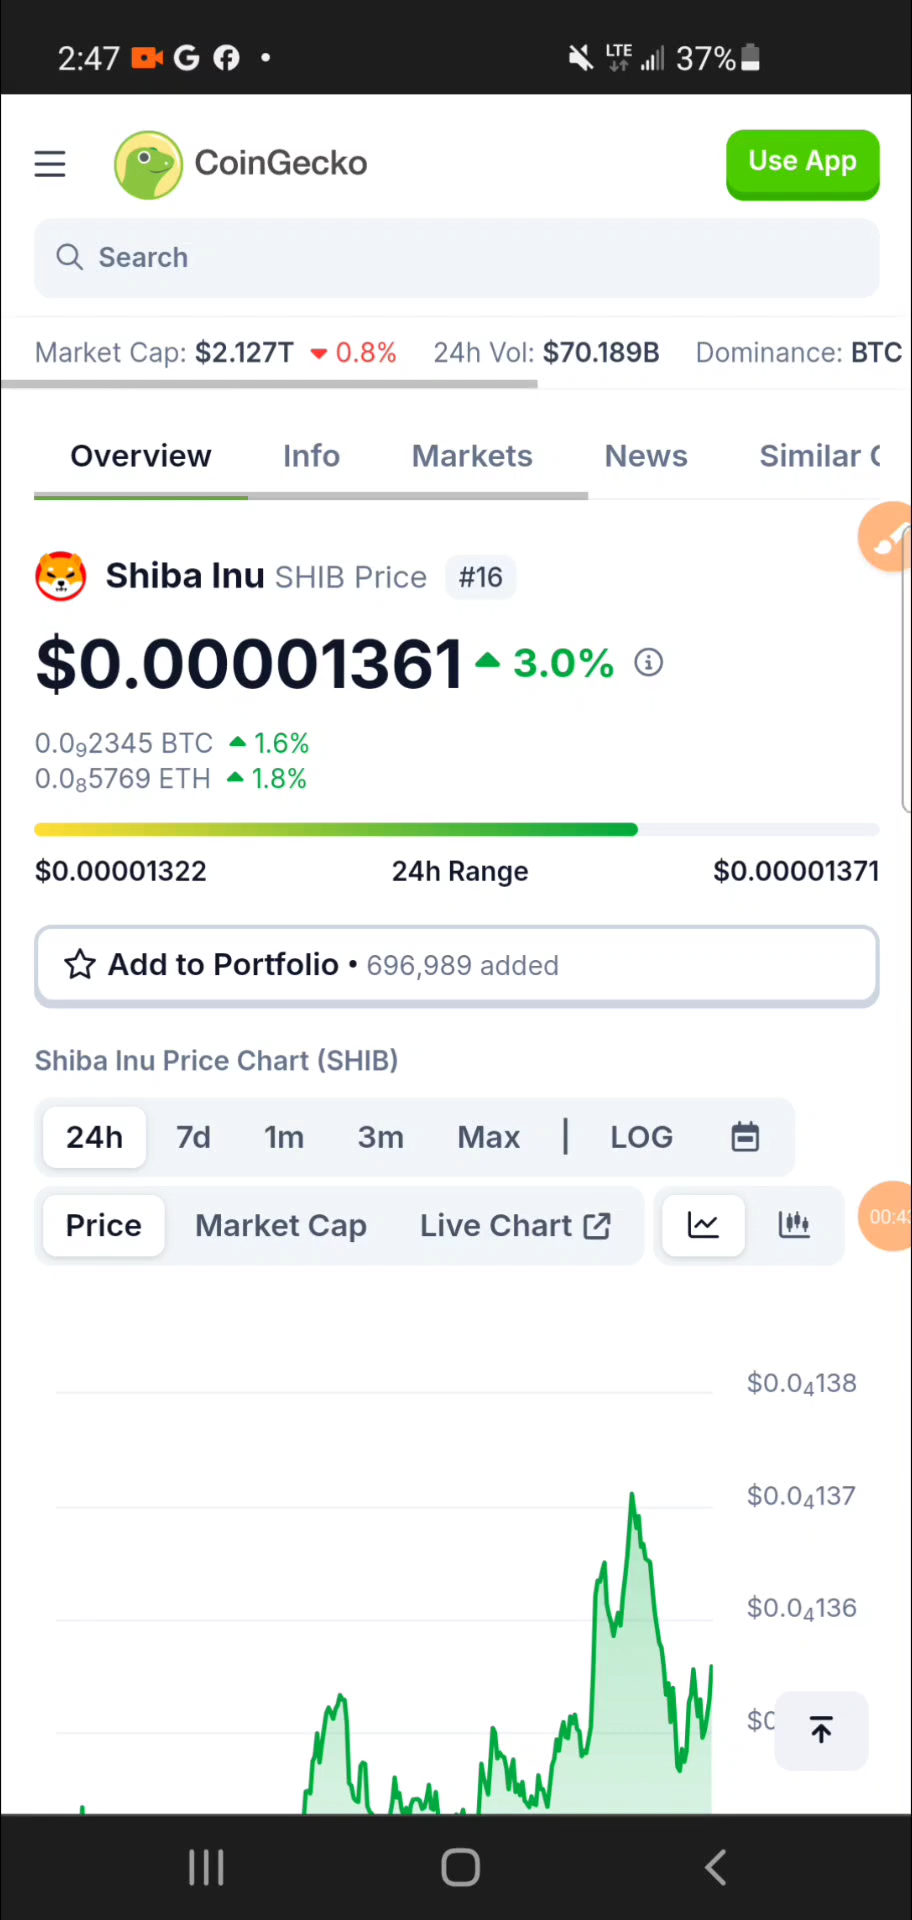 2:47 LTE 37%
CoinGecko
Use App
Search
Market Cap: $2.127T 0.8% 24h Vol: $70.189B Dominance: BTC
Overview Info Markets News Similar
Shiba Inu SHIB Price #16
$0.00001361 3.0%
0.0₉2345 BTC 1.6%
0.0₈5769 ETH 1.8%
$0.00001322 24h Range $0.00001371
Add to Portfolio • 696,989 added
Shiba Inu Price Chart (SHIB)
24h 7d 1m 3m Max | LOG
Price Market Cap Live Chart
$0.0₄138
$0.0₄137
$0.0₄136